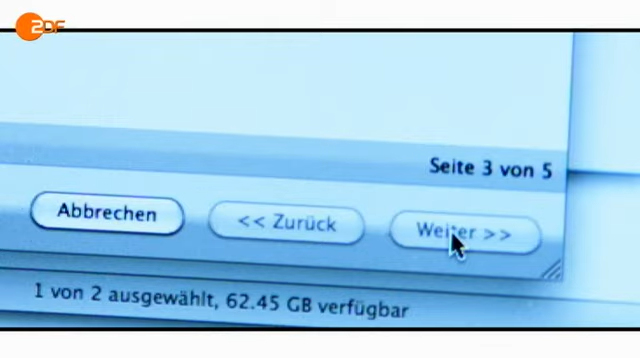 ZDF
Seite 3 von 5
Abbrechen
<< Zurück
Weiter >>
1 von 2 ausgewählt, 62.45 GB verfügbar